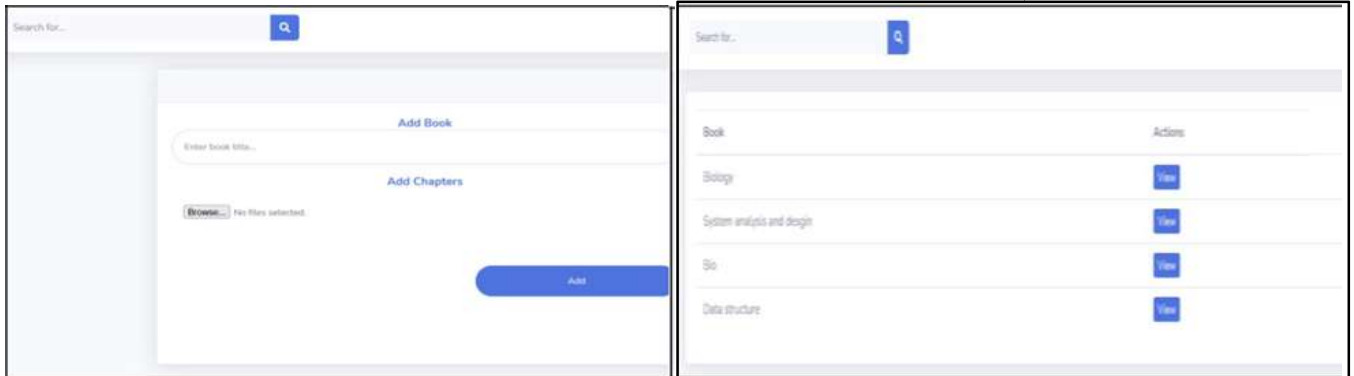 Search for...
Add Book
Enter book title...
Add Chapters
Browse... No files selected.
Add
Search for...
Book Actions
Biology View
System analysis and desgin View
Bio View
Data structure View